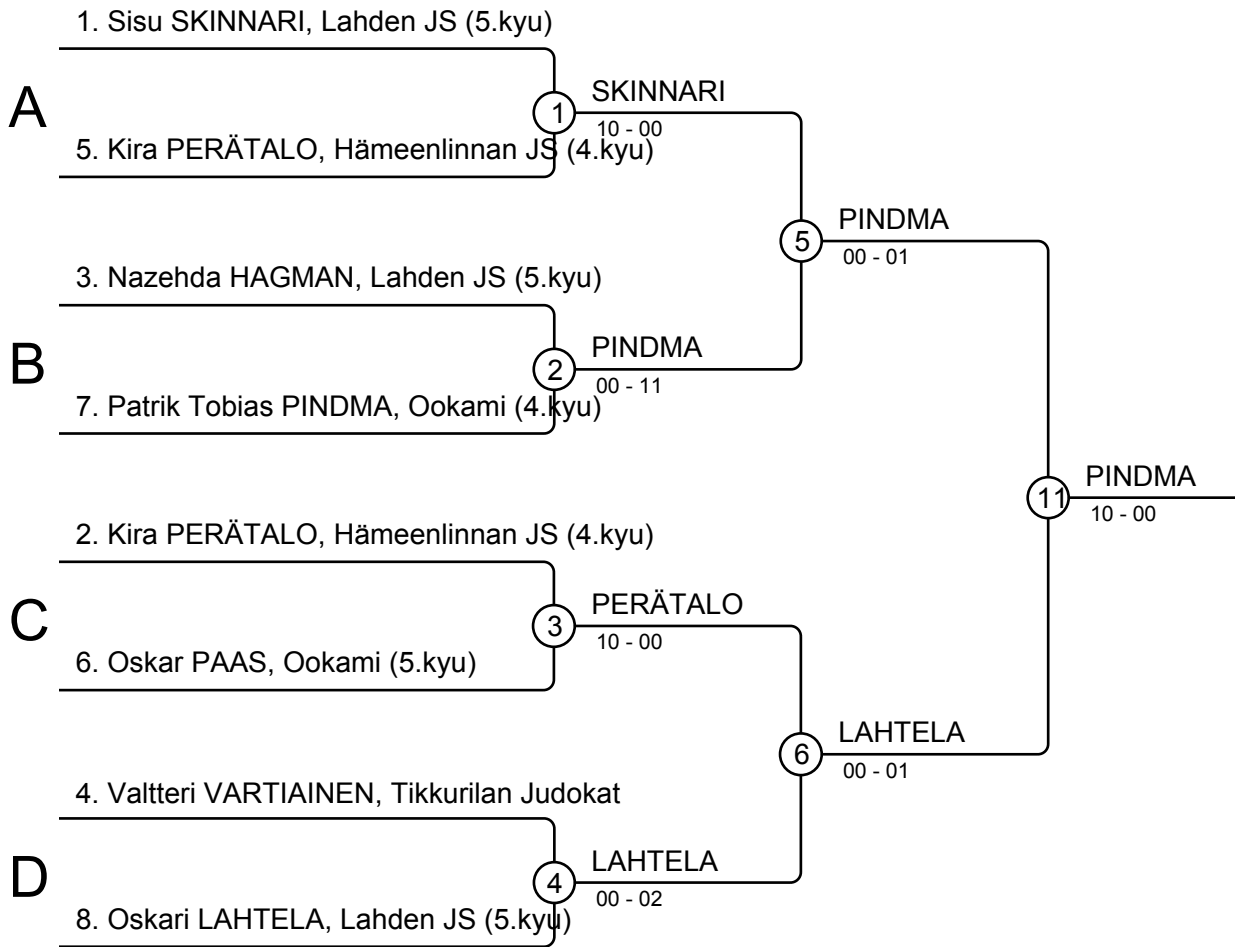 1. Sisu SKINNARI, Lahden JS (5.kyu)
A
1
SKINNARI
10 - 00
5. Kira PERÄTALO, Hämeenlinnan JS (4.kyu)
5
PINDMA
00 - 01
3. Nazehda HAGMAN, Lahden JS (5.kyu)
B
2
PINDMA
00 - 11
7. Patrik Tobias PINDMA, Ookami (4.kyu)
11
PINDMA
10 - 00
2. Kira PERÄTALO, Hämeenlinnan JS (4.kyu)
C
3
PERÄTALO
10 - 00
6. Oskar PAAS, Ookami (5.kyu)
6
LAHTELA
00 - 01
4. Valtteri VARTIAINEN, Tikkurilan Judokat
D
4
LAHTELA
00 - 02
8. Oskari LAHTELA, Lahden JS (5.kyu)